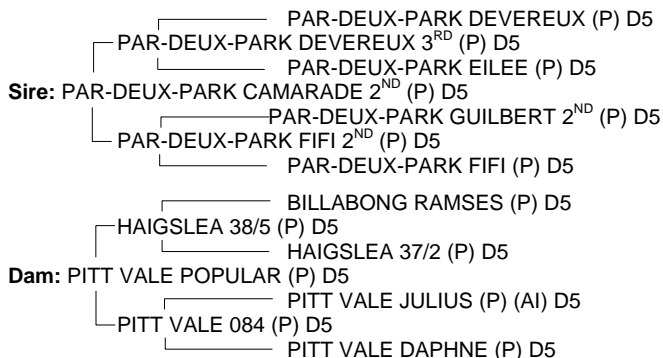 PAR-DEUX-PARK DEVEREUX (P) D5
PAR-DEUX-PARK DEVEREUX 3RD (P) D5
PAR-DEUX-PARK EILEE (P) D5
Sire: PAR-DEUX-PARK CAMARADE 2ND (P) D5
PAR-DEUX-PARK GUILBERT 2ND (P) D5
PAR-DEUX-PARK FIFI 2ND (P) D5
PAR-DEUX-PARK FIFI (P) D5
BILLABONG RAMSES (P) D5
HAIGSLEA 38/5 (P) D5
HAIGSLEA 37/2 (P) D5
Dam: PITT VALE POPULAR (P) D5
PITT VALE JULIUS (P) (AI) D5
PITT VALE 084 (P) D5
PITT VALE DAPHNE (P) D5